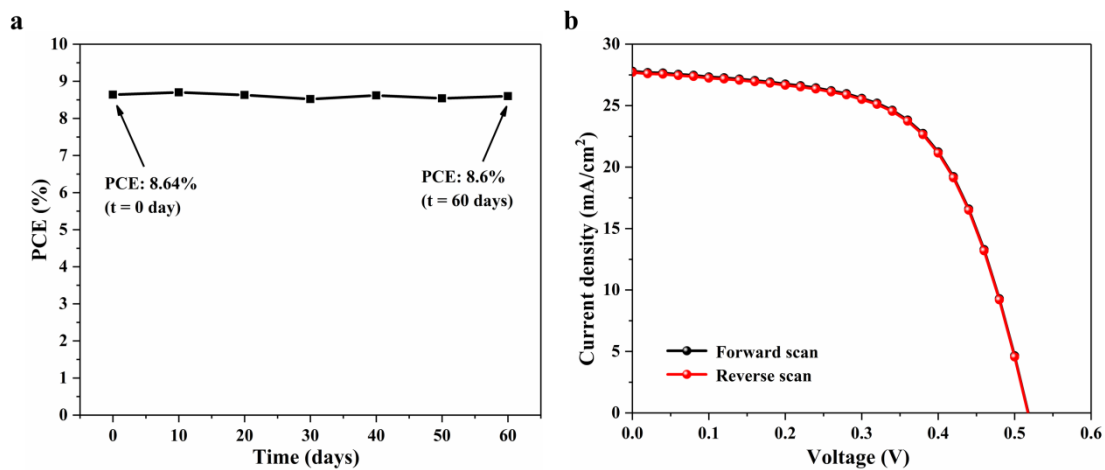 a
PCE (%)
10
9
8
7
6
5
4
3
2
1
0
PCE: 8.64%
(t = 0 day)
PCE: 8.6%
(t = 60 days)
0 10 20 30 40 50 60
Time (days)
b
Current density (mA/cm²)
30
25
20
15
10
5
0
Forward scan
Reverse scan
0.0 0.1 0.2 0.3 0.4 0.5 0.6
Voltage (V)